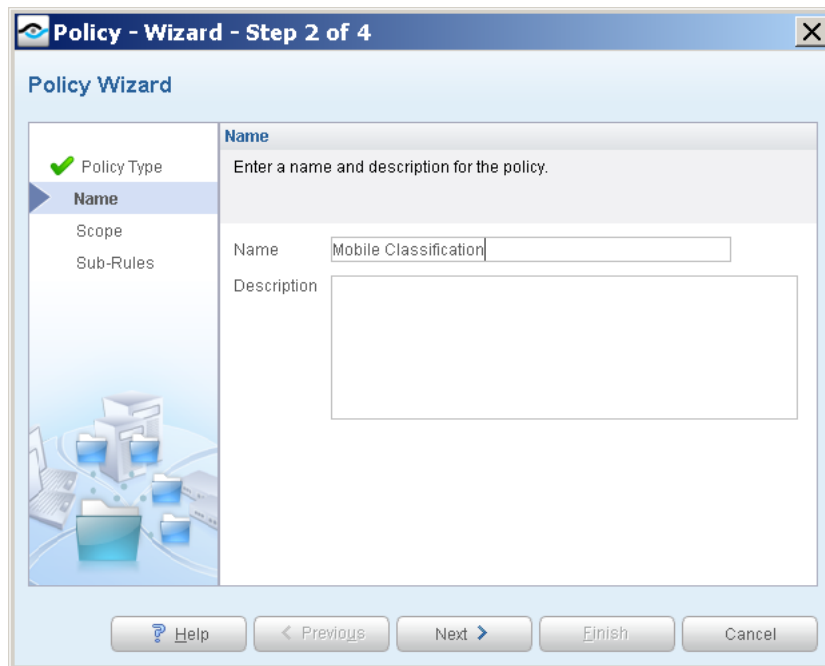 Policy - Wizard - Step 2 of 4
Policy Wizard
Policy Type
Name
Scope
Sub-Rules
Name
Enter a name and description for the policy.
Name
Mobile Classification
Description
Help
Previous
Next
Finish
Cancel